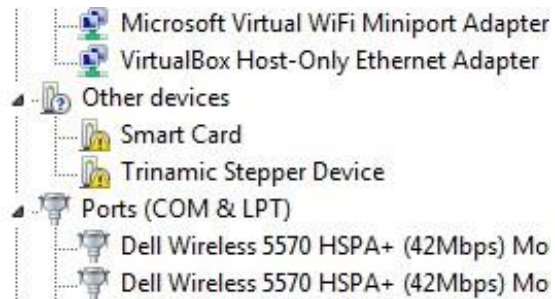 Microsoft Virtual WiFi Miniport Adapter
VirtualBox Host-Only Ethernet Adapter
Other devices
Smart Card
Trinamic Stepper Device
Ports (COM & LPT)
Dell Wireless 5570 HSPA+ (42Mbps) Mo
Dell Wireless 5570 HSPA+ (42Mbps) Mo